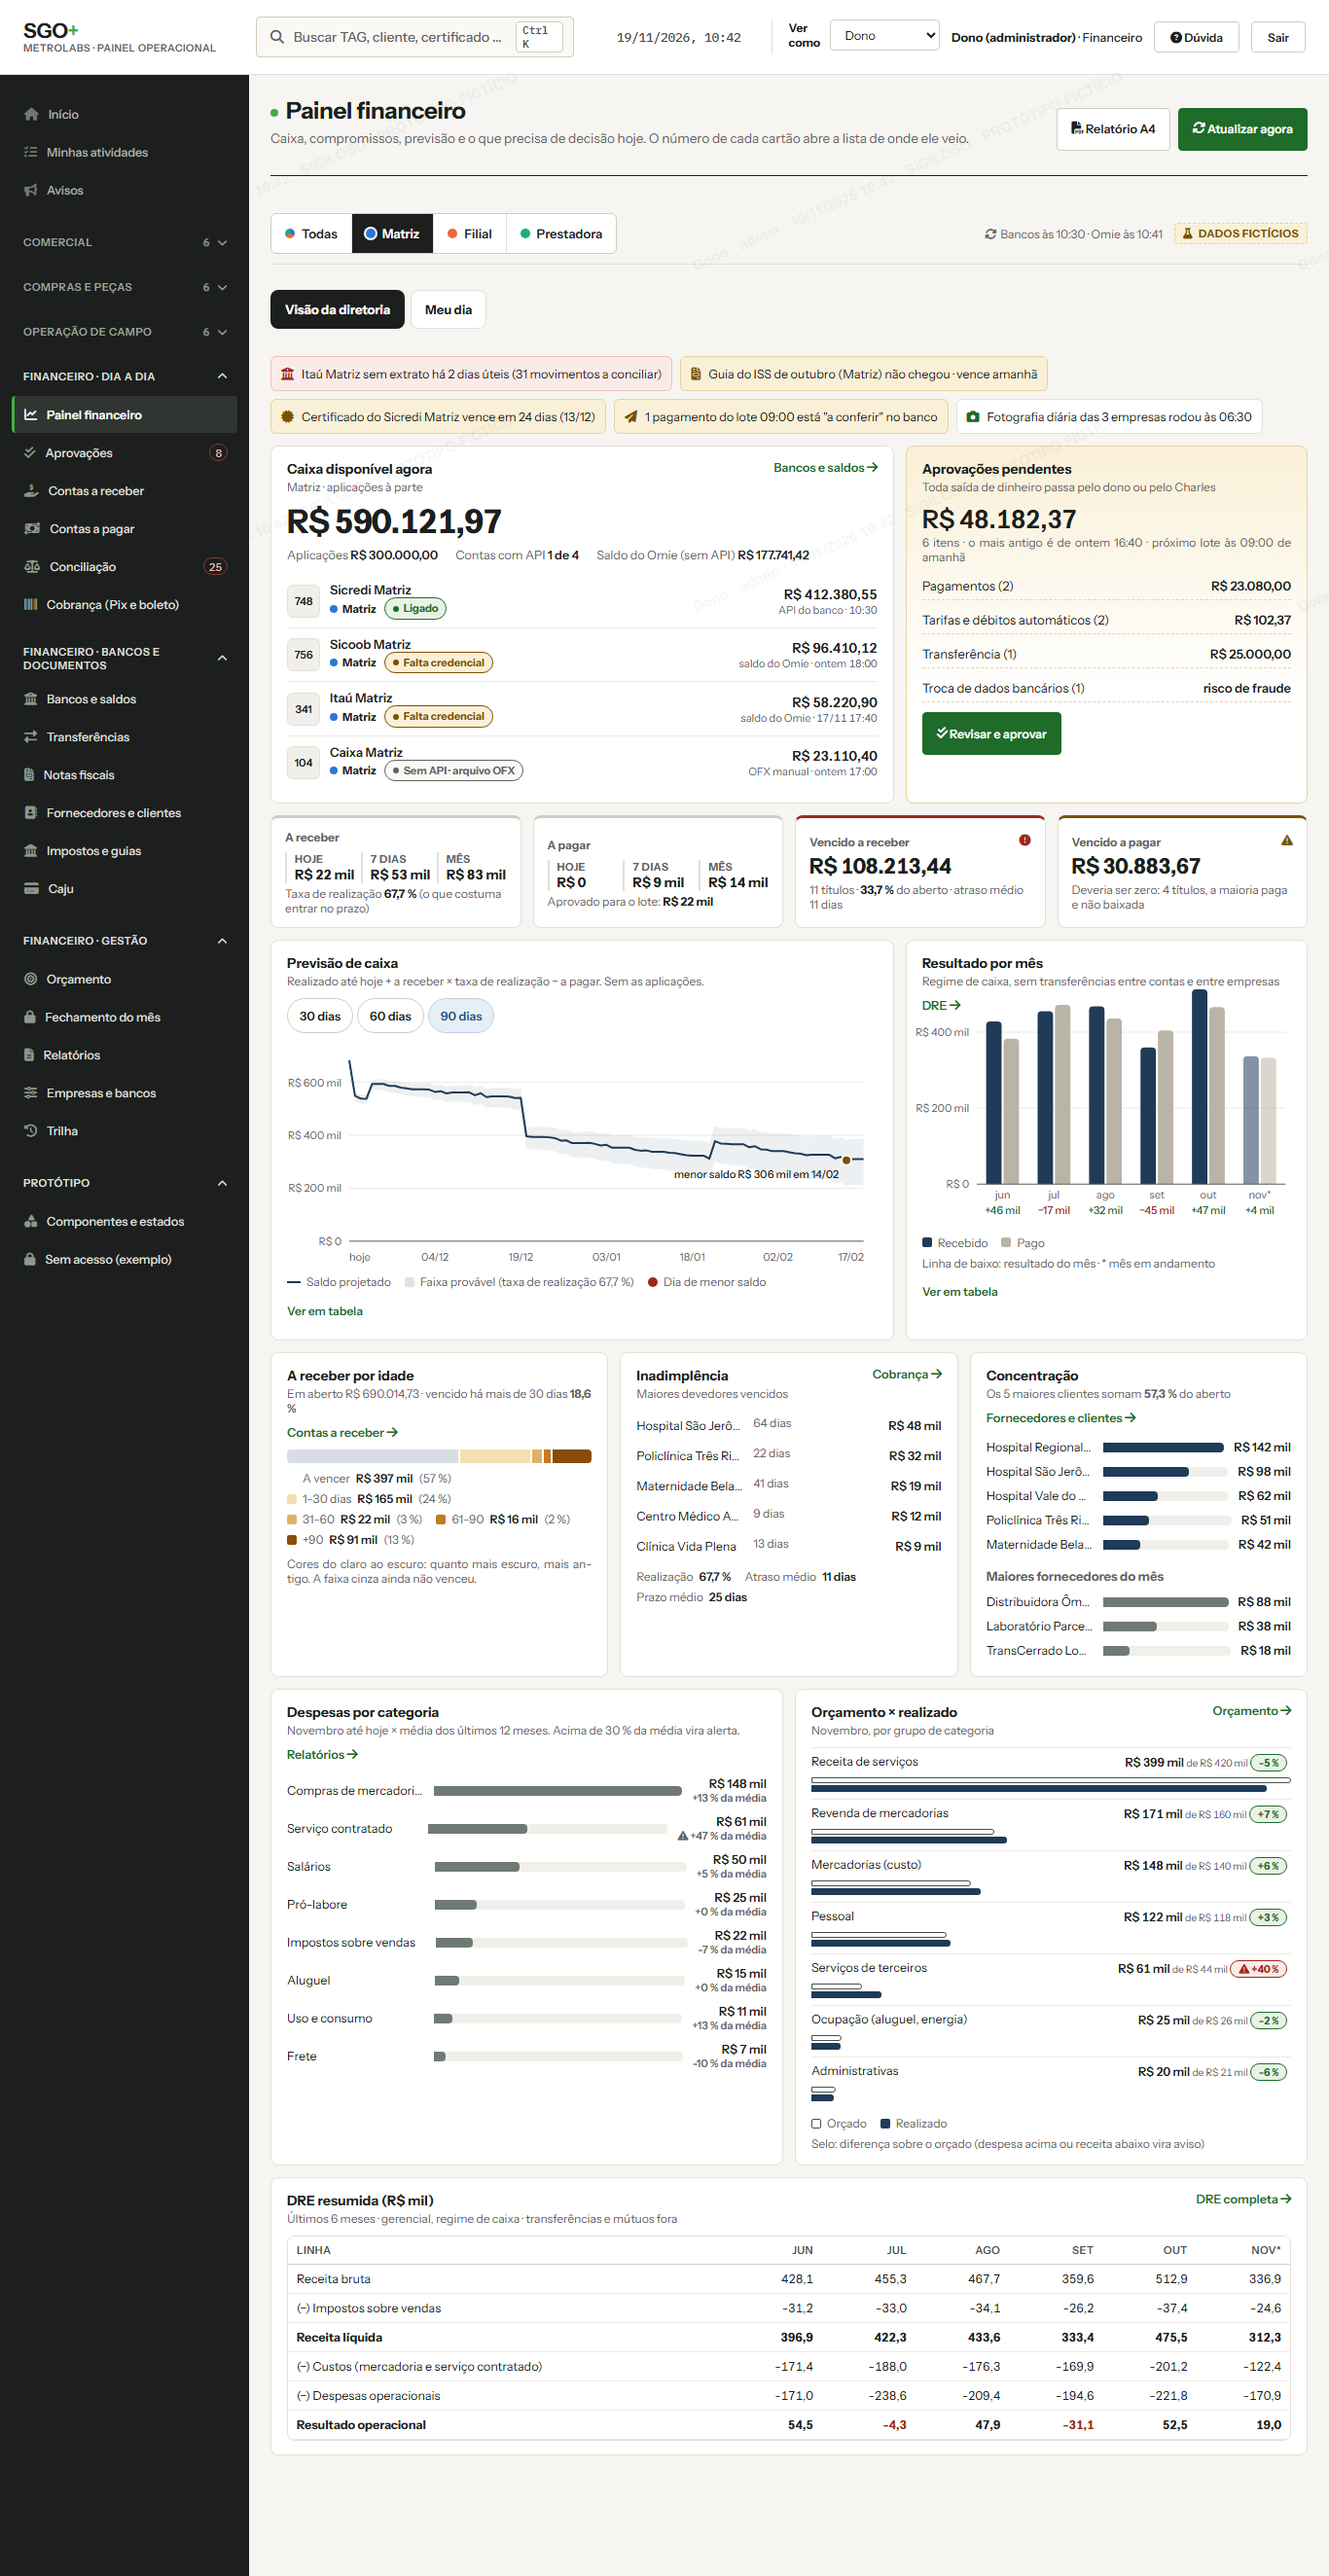 SGO+
METROLABS · PAINEL OPERACIONAL
Buscar TAG, cliente, certificado ...
Ctrl K
19/11/2026, 10:42
Ver como
Dono
Dono (administrador) · Financeiro
Dúvida
Sair
Início
Minhas atividades
Avisos
COMERCIAL 6
COMPRAS E PEÇAS 6
OPERAÇÃO DE CAMPO 6
FINANCEIRO · DIA A DIA
Painel financeiro
Aprovações 8
Contas a receber
Contas a pagar
Conciliação 25
Cobrança (Pix e boleto)
FINANCEIRO · BANCOS E DOCUMENTOS
Bancos e saldos
Transferências
Notas fiscais
Fornecedores e clientes
Impostos e guias
Caju
FINANCEIRO · GESTÃO
Orçamento
Fechamento do mês
Relatórios
Empresas e bancos
Trilha
PROTÓTIPO
Componentes e estados
Sem acesso (exemplo)
Painel financeiro
Caixa, compromissos, previsão e o que precisa de decisão hoje. O número de cada cartão abre a lista de onde ele veio.
Relatório A4
Atualizar agora
Todas
Matriz
Filial
Prestadora
Bancos às 10:30 · Omie às 10:41
DADOS FICTÍCIOS
Dono · admin · 19/11/2026 10:42 · SIGILOSO · PROTÓTIPO FICTÍCIO
Visão da diretoria
Meu dia
Itaú Matriz sem extrato há 2 dias úteis (31 movimentos a conciliar)
Guia do ISS de outubro (Matriz) não chegou · vence amanhã
Certificado do Sicredi Matriz vence em 24 dias (13/12)
1 pagamento do lote 09:00 está "a conferir" no banco
Fotografia diária das 3 empresas rodou às 06:30
Caixa disponível agora
Bancos e saldos →
Matriz · aplicações à parte
R$ 590.121,97
Aplicações R$ 300.000,00 Contas com API 1 de 4 Saldo do Omie (sem API) R$ 177.741,42
748 Sicredi Matriz R$ 412.380,55
Matriz Ligado API do banco · 10:30
756 Sicoob Matriz R$ 96.410,12
Matriz Falta credencial saldo do Omie · ontem 18:00
341 Itaú Matriz R$ 58.220,90
Matriz Falta credencial saldo do Omie · 17/11 17:40
104 Caixa Matriz R$ 23.110,40
Matriz Sem API · arquivo OFX OFX manual · ontem 17:00
Aprovações pendentes
Toda saída de dinheiro passa pelo dono ou pelo Charles
R$ 48.182,37
6 itens · o mais antigo é de ontem 16:40 · próximo lote às 09:00 de
amanhã
Pagamentos (2) R$ 23.080,00
Tarifas e débitos automáticos (2) R$ 102,37
Transferência (1) R$ 25.000,00
Troca de dados bancários (1) risco de fraude
Revisar e aprovar
A receber
HOJE 7 DIAS MÊS
R$ 22 mil R$ 53 mil R$ 83 mil
Taxa de realização 67,7 % (o que costuma
entrar no prazo)
A pagar
HOJE 7 DIAS MÊS
R$ 0 R$ 9 mil R$ 14 mil
Aprovado para o lote: R$ 22 mil
Vencido a receber
R$ 108.213,44
11 títulos · 33,7 % do aberto · atraso médio
11 dias
Vencido a pagar
R$ 30.883,67
Deveria ser zero: 4 títulos, a maioria paga
e não baixada
Previsão de caixa
Realizado até hoje + a receber × taxa de realização − a pagar. Sem as aplicações.
30 dias 60 dias 90 dias
R$ 600 mil
R$ 400 mil
menor saldo R$ 306 mil em 14/02
R$ 200 mil
R$ 0
hoje 04/12 19/12 03/01 18/01 02/02 17/02
Saldo projetado Faixa provável (taxa de realização 67,7 %) Dia de menor saldo
Ver em tabela
Resultado por mês
Regime de caixa, sem transferências entre contas e entre empresas
DRE →
R$ 400 mil
R$ 200 mil
R$ 0
jun jul ago set out nov*
+46 mil −17 mil +32 mil −45 mil +47 mil +4 mil
Recebido Pago
Linha de baixo: resultado do mês · * mês em andamento
Ver em tabela
A receber por idade
Em aberto R$ 690.014,73 · vencido há mais de 30 dias 18,6
%
Contas a receber →
A vencer R$ 397 mil (57 %)
1–30 dias R$ 165 mil (24 %)
31–60 R$ 22 mil (3 %) 61–90 R$ 16 mil (2 %)
+90 R$ 91 mil (13 %)
Cores do claro ao escuro: quanto mais escuro, mais an-
tigo. A faixa cinza ainda não venceu.
Inadimplência
Cobrança →
Maiores devedores vencidos
Hospital São Jerô... 64 dias R$ 48 mil
Policlínica Três Ri... 22 dias R$ 32 mil
Maternidade Bela... 41 dias R$ 19 mil
Centro Médico A... 9 dias R$ 12 mil
Clínica Vida Plena 13 dias R$ 9 mil
Realização 67,7 % Atraso médio 11 dias
Prazo médio 25 dias
Concentração
Os 5 maiores clientes somam 57,3 % do aberto
Fornecedores e clientes →
Hospital Regional... R$ 142 mil
Hospital São Jerô... R$ 98 mil
Hospital Vale do ... R$ 62 mil
Policlínica Três Ri... R$ 51 mil
Maternidade Bela... R$ 42 mil
Maiores fornecedores do mês
Distribuidora Ôm... R$ 88 mil
Laboratório Parce... R$ 38 mil
TransCerrado Lo... R$ 18 mil
Despesas por categoria
Novembro até hoje × média dos últimos 12 meses. Acima de 30 % da média vira alerta.
Relatórios →
Compras de mercadori... R$ 148 mil
+13 % da média
Serviço contratado R$ 61 mil
+47 % da média
Salários R$ 50 mil
+5 % da média
Pró-labore R$ 25 mil
+0 % da média
Impostos sobre vendas R$ 22 mil
-7 % da média
Aluguel R$ 15 mil
+0 % da média
Uso e consumo R$ 11 mil
+13 % da média
Frete R$ 7 mil
-10 % da média
Orçamento × realizado
Orçamento →
Novembro, por grupo de categoria
Receita de serviços R$ 399 mil de R$ 420 mil -5 %
Revenda de mercadorias R$ 171 mil de R$ 160 mil +7 %
Mercadorias (custo) R$ 148 mil de R$ 140 mil +6 %
Pessoal R$ 122 mil de R$ 118 mil +3 %
Serviços de terceiros R$ 61 mil de R$ 44 mil +40 %
Ocupação (aluguel, energia) R$ 25 mil de R$ 26 mil -2 %
Administrativas R$ 20 mil de R$ 21 mil -6 %
Orçado Realizado
Selo: diferença sobre o orçado (despesa acima ou receita abaixo vira aviso)
DRE resumida (R$ mil)
DRE completa →
Últimos 6 meses · gerencial, regime de caixa · transferências e mútuos fora
LINHA JUN JUL AGO SET OUT NOV*
Receita bruta 428,1 455,3 467,7 359,6 512,9 336,9
(−) Impostos sobre vendas -31,2 -33,0 -34,1 -26,2 -37,4 -24,6
Receita líquida 396,9 422,3 433,6 333,4 475,5 312,3
(−) Custos (mercadoria e serviço contratado) -171,4 -188,0 -176,3 -169,9 -201,2 -122,4
(−) Despesas operacionais -171,0 -238,6 -209,4 -194,6 -221,8 -170,9
Resultado operacional 54,5 -4,3 47,9 -31,1 52,5 19,0